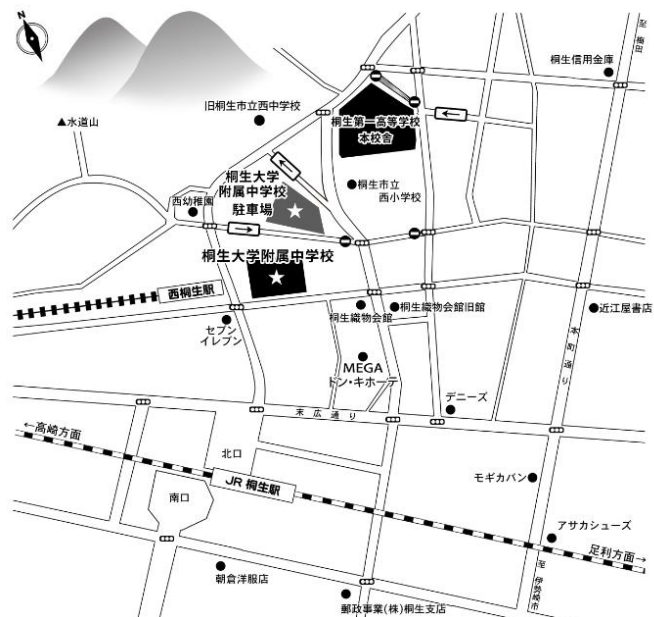 至
梅
田
桐生信用金庫
旧桐生市立西中学校
▲水道山
桐生第一高等学校
本校舎
桐生大学
附属中学校
駐車場
桐生市立
西小学校
西幼稚園
桐生大学附属中学校
西桐生駅
セブン
イレブン
桐生織物会館
桐生織物会館旧館
近江屋書店
本町通り
MEGA
ドン・キホーテ
デニーズ
末広通り
←高崎方面
北口
JR 桐生駅
南口
モギカバン
アサカシューズ
足利方面→
至
伊勢崎市
朝倉洋服店
郵政事業(株)桐生支店